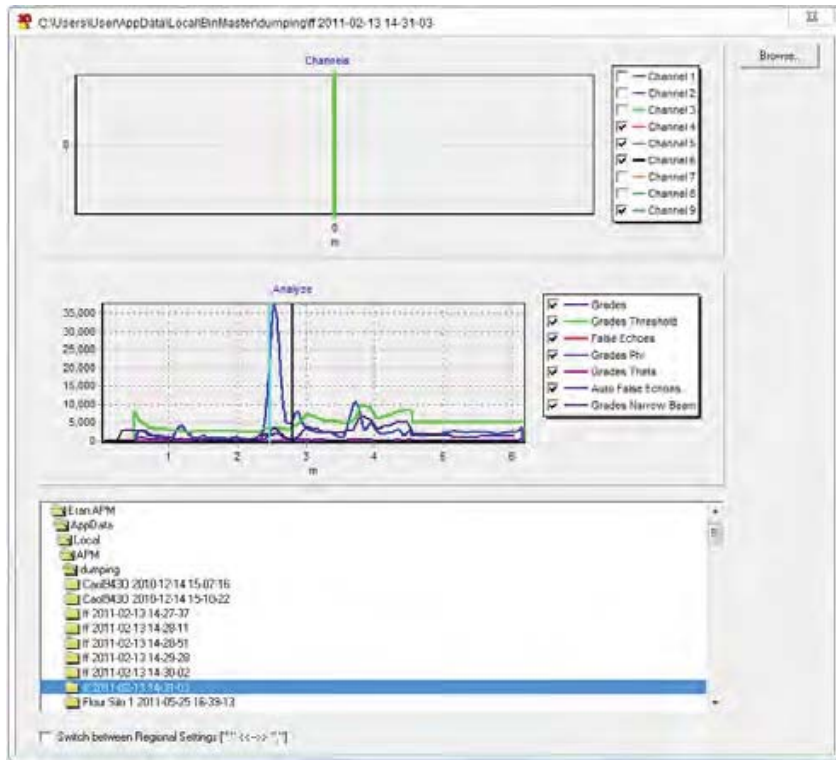 C:\Users\User\AppData\Local\BinMaster\dumping\ff 2011-02-13 14-31-03
Browse...
Channels
0
0
m
Channel 1
Channel 2
Channel 3
Channel 4
Channel 5
Channel 6
Channel 7
Channel 8
Channel 9
Analyze
35,000
30,000
25,000
20,000
15,000
10,000
5,000
0
1 2 3 4 5 6
m
Grades
Grades Threshold
False Echoes
Grades Phi
Grades Theta
Auto False Echoes
Grades Narrow Beam
Eran.APM
AppData
Local
APM
dumping
2010-12-14 15-07-16
2010-12-14 15-10-22
ff 2011-02-13 14-27-37
ff 2011-02-13 14-28-11
ff 2011-02-13 14-28-51
ff 2011-02-13 14-29-28
ff 2011-02-13 14-30-02
ff 2011-02-13 14-31-03
Flour Silo 1 2011-05-25 16-39-13
Switch between Regional Settings ["." <<-->> ","]